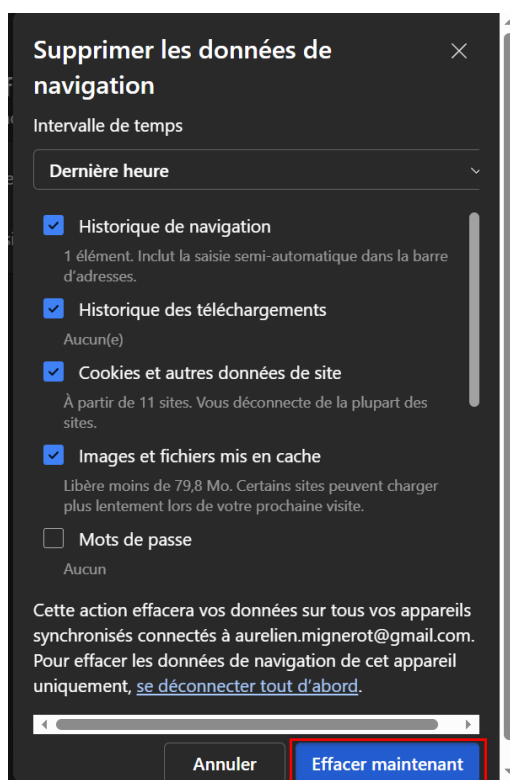 Supprimer les données de
navigation
Intervalle de temps
Dernière heure
Historique de navigation
1 élément. Inclut la saisie semi-automatique dans la barre
d'adresses.
Historique des téléchargements
Aucun(e)
Cookies et autres données de site
À partir de 11 sites. Vous déconnecte de la plupart des
sites.
Images et fichiers mis en cache
Libère moins de 79,8 Mo. Certains sites peuvent charger
plus lentement lors de votre prochaine visite.
Mots de passe
Aucun
Cette action effacera vos données sur tous vos appareils
synchronisés connectés à aurelien.mignerot@gmail.com.
Pour effacer les données de navigation de cet appareil
uniquement, se déconnecter tout d'abord.
Annuler
Effacer maintenant